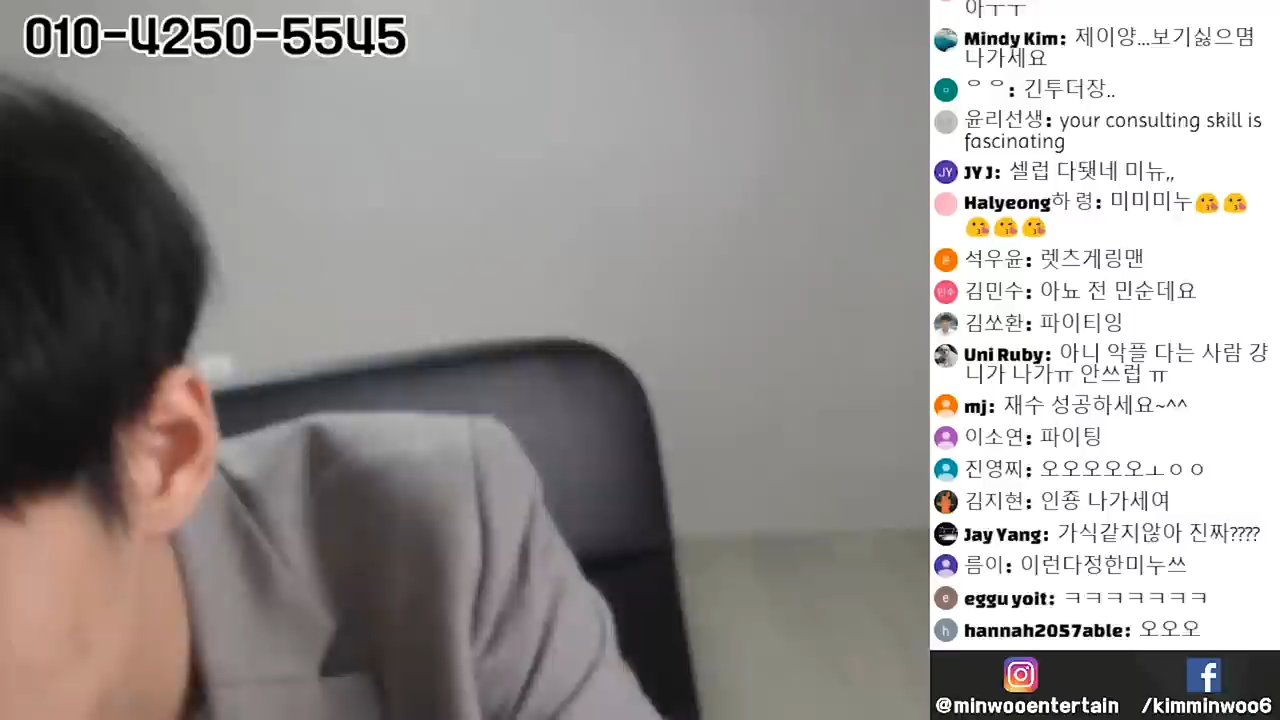 010-4250-5545
아ㅜㅜ
Mindy Kim: 제이양...보기싫으몀
나가세요
ㅇ ㅇ: 긴투더장..
윤리선생: your consulting skill is
fascinating
JY J: 셀럽 다됏네 미뉴,,
Halyeong하 령: 미미미누😘😘
😘😘😘
석우윤: 렛츠게링맨
김민수: 아뇨 전 민순데요
김쏘환: 파이티잉
Uni Ruby: 아니 악플 다는 사람 걍
니가 나가ㅠ 안쓰럽 ㅠ
mj: 재수 성공하세요~^^
이소연: 파이팅
진영찌: 오오오오오ㅗㅇㅇ
김지현: 인죵 나가세여
Jay Yang: 가식같지않아 진짜????
름이: 이런다정한미누쓰
eggu yoit: ㅋㅋㅋㅋㅋㅋㅋ
hannah2057able: 오오오
@minwooentertain /kimminwoo6